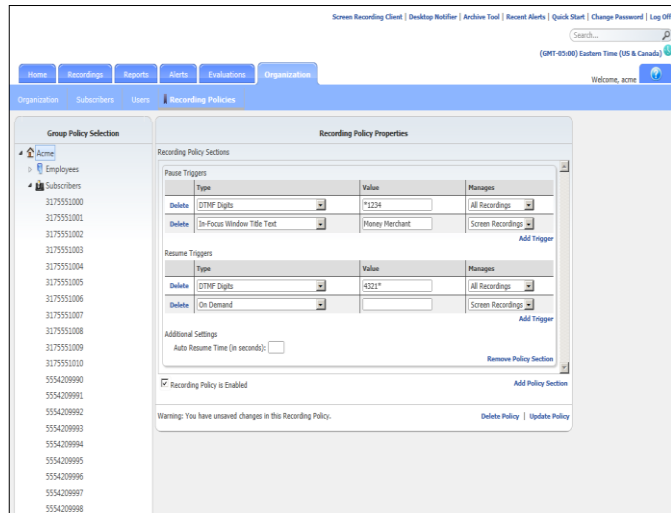 Screen Recording Client | Desktop Notifier | Archive Tool | Recent Alerts | Quick Start | Change Password | Log Off
Search...
(GMT-05:00) Eastern Time (US & Canada)
Home Recordings Reports Alerts Evaluations Organization
Welcome, acme
Organization Subscribers Users Recording Policies
Group Policy Selection
Acme
Employees
Subscribers
3175551000
3175551001
3175551002
3175551003
3175551004
3175551005
3175551006
3175551007
3175551008
3175551009
3175551010
5554209990
5554209991
5554209992
5554209993
5554209994
5554209995
5554209996
5554209997
5554209998
Recording Policy Properties
Recording Policy Sections
Pause Triggers
Type Value Manages
Delete DTMF Digits *1234 All Recordings
Delete In-Focus Window Title Text Money Merchant Screen Recordings
Add Trigger
Resume Triggers
Type Value Manages
Delete DTMF Digits 4321* All Recordings
Delete On Demand Screen Recordings
Add Trigger
Additional Settings
Auto Resume Time (in seconds):
Remove Policy Section
Recording Policy is Enabled Add Policy Section
Warning: You have unsaved changes in this Recording Policy. Delete Policy | Update Policy